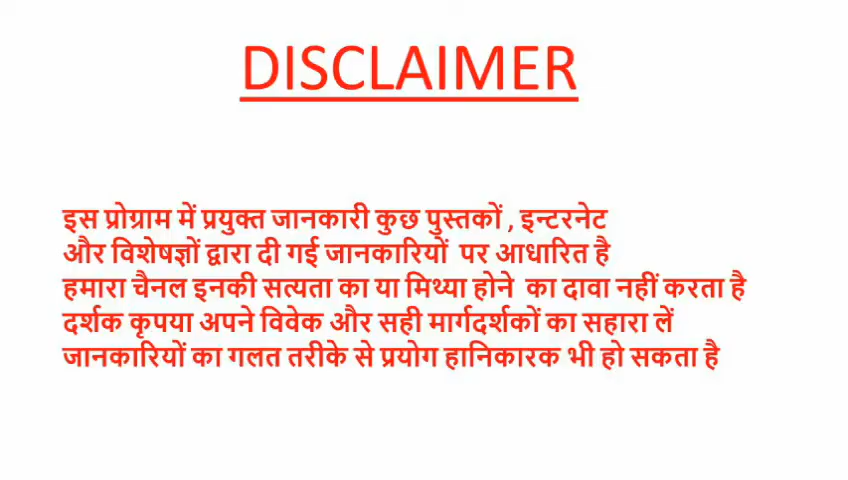 DISCLAIMER
इस प्रोग्राम में प्रयुक्त जानकारी कुछ पुस्तकों , इन्टरनेट
और विशेषज्ञों द्वारा दी गई जानकारियों पर आधारित है
हमारा चैनल इनकी सत्यता का या मिथ्या होने का दावा नहीं करता है
दर्शक कृपया अपने विवेक और सही मार्गदर्शकों का सहारा लें
जानकारियों का गलत तरीके से प्रयोग हानिकारक भी हो सकता है